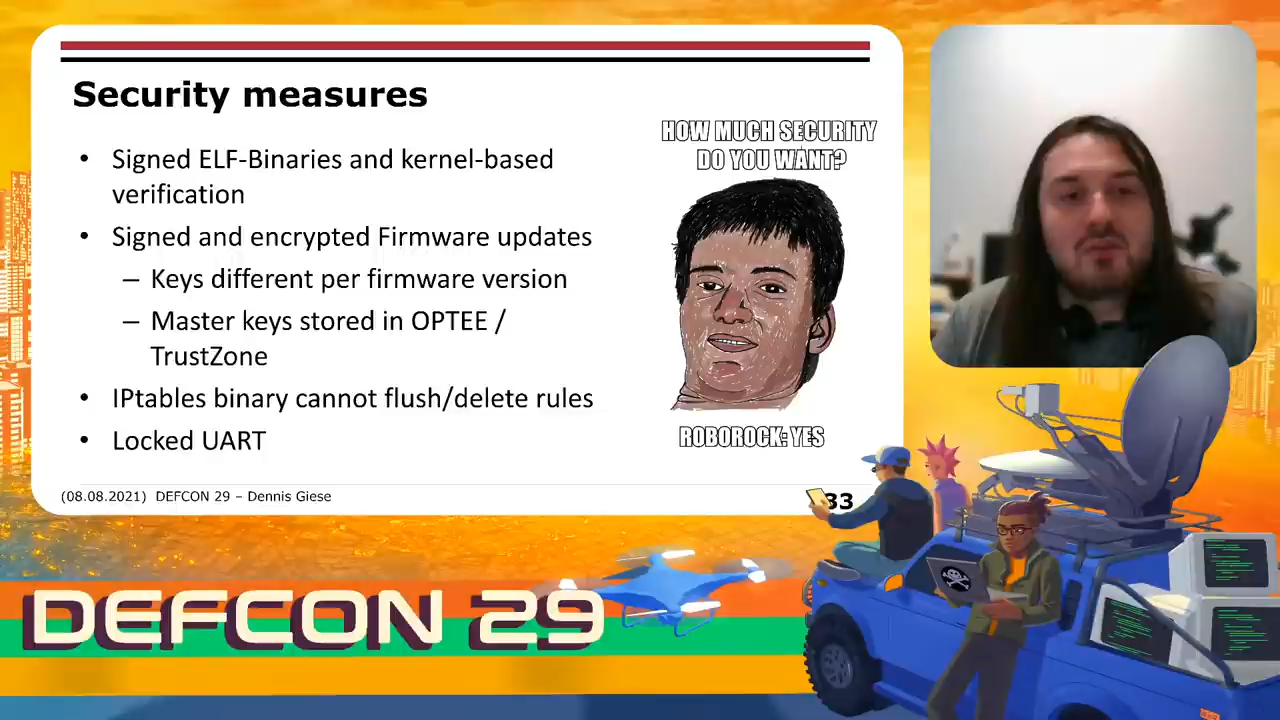 Security measures
HOW MUCH SECURITY
DO YOU WANT?
• Signed ELF-Binaries and kernel-based
verification
• Signed and encrypted Firmware updates
– Keys different per firmware version
– Master keys stored in OPTEE /
TrustZone
• IPtables binary cannot flush/delete rules
• Locked UART
ROBOROCK: YES
(08.08.2021) DEFCON 29 – Dennis Giese
33
DEFCON 29